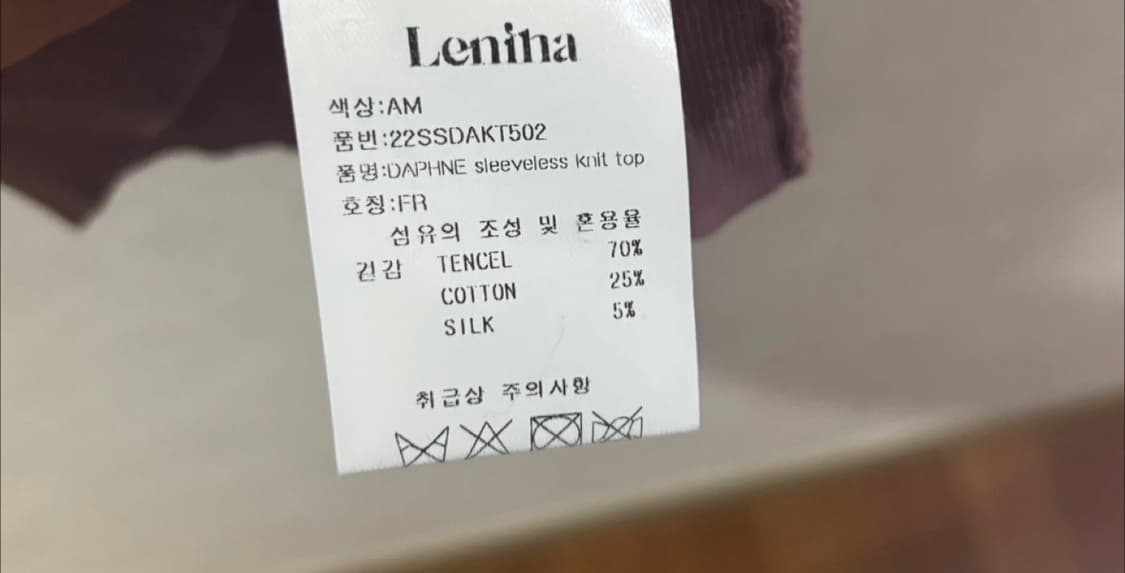 Leniha
색상:AM
품번:22SSDAKT502
품명:DAPHNE sleeveless knit top
호칭:FR
섬유의 조성 및 혼용율
겉감 TENCEL 70%
COTTON 25%
SILK 5%
취급상 주의사항